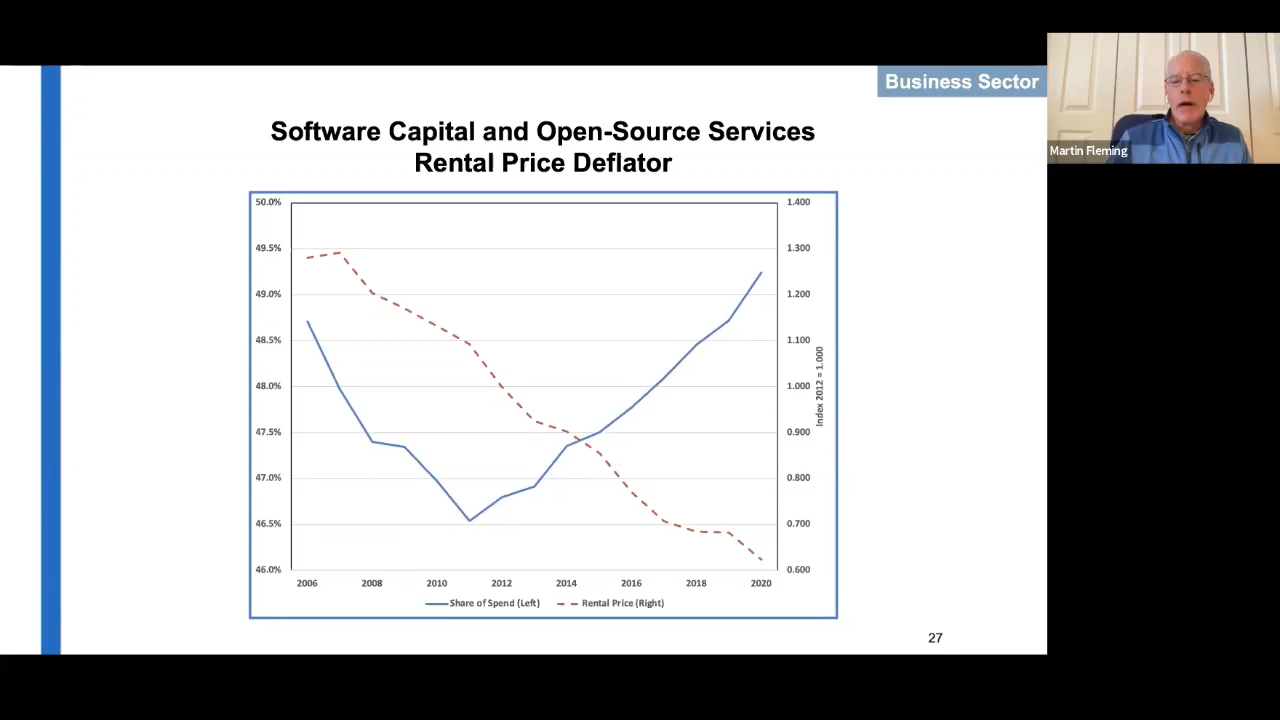 Business Sector
Martin Fleming
Software Capital and Open-Source Services
Rental Price Deflator
50.0%
49.5%
49.0%
48.5%
48.0%
47.5%
47.0%
46.5%
46.0%
1.400
1.300
1.200
1.100
1.000
0.900
0.800
0.700
0.600
Index 2012 = 1.000
2006 2008 2010 2012 2014 2016 2018 2020
Share of Spend (Left) Rental Price (Right)
27